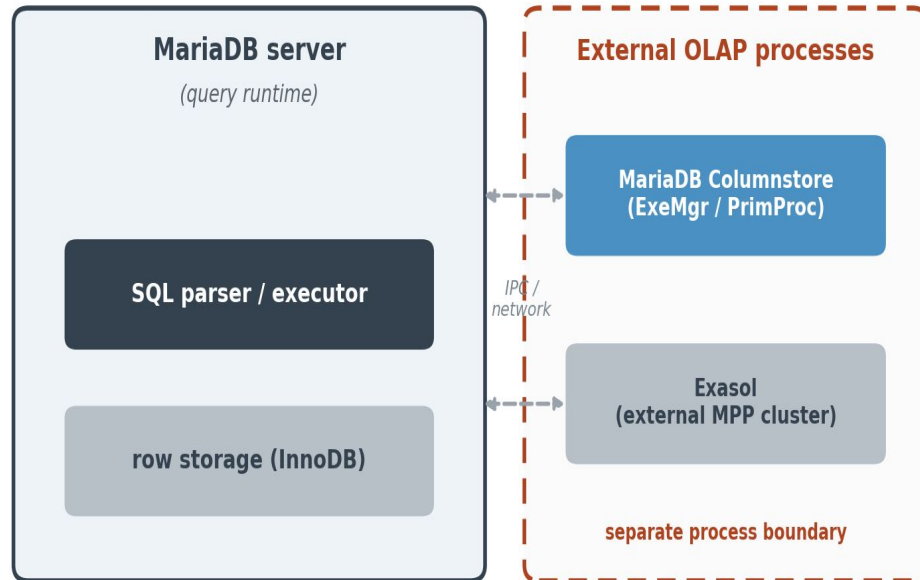 MariaDB server
(query runtime)
SQL parser / executor
row storage (InnoDB)
IPC /
network
External OLAP processes
MariaDB Columnstore
(ExeMgr / PrimProc)
Exasol
(external MPP cluster)
separate process boundary